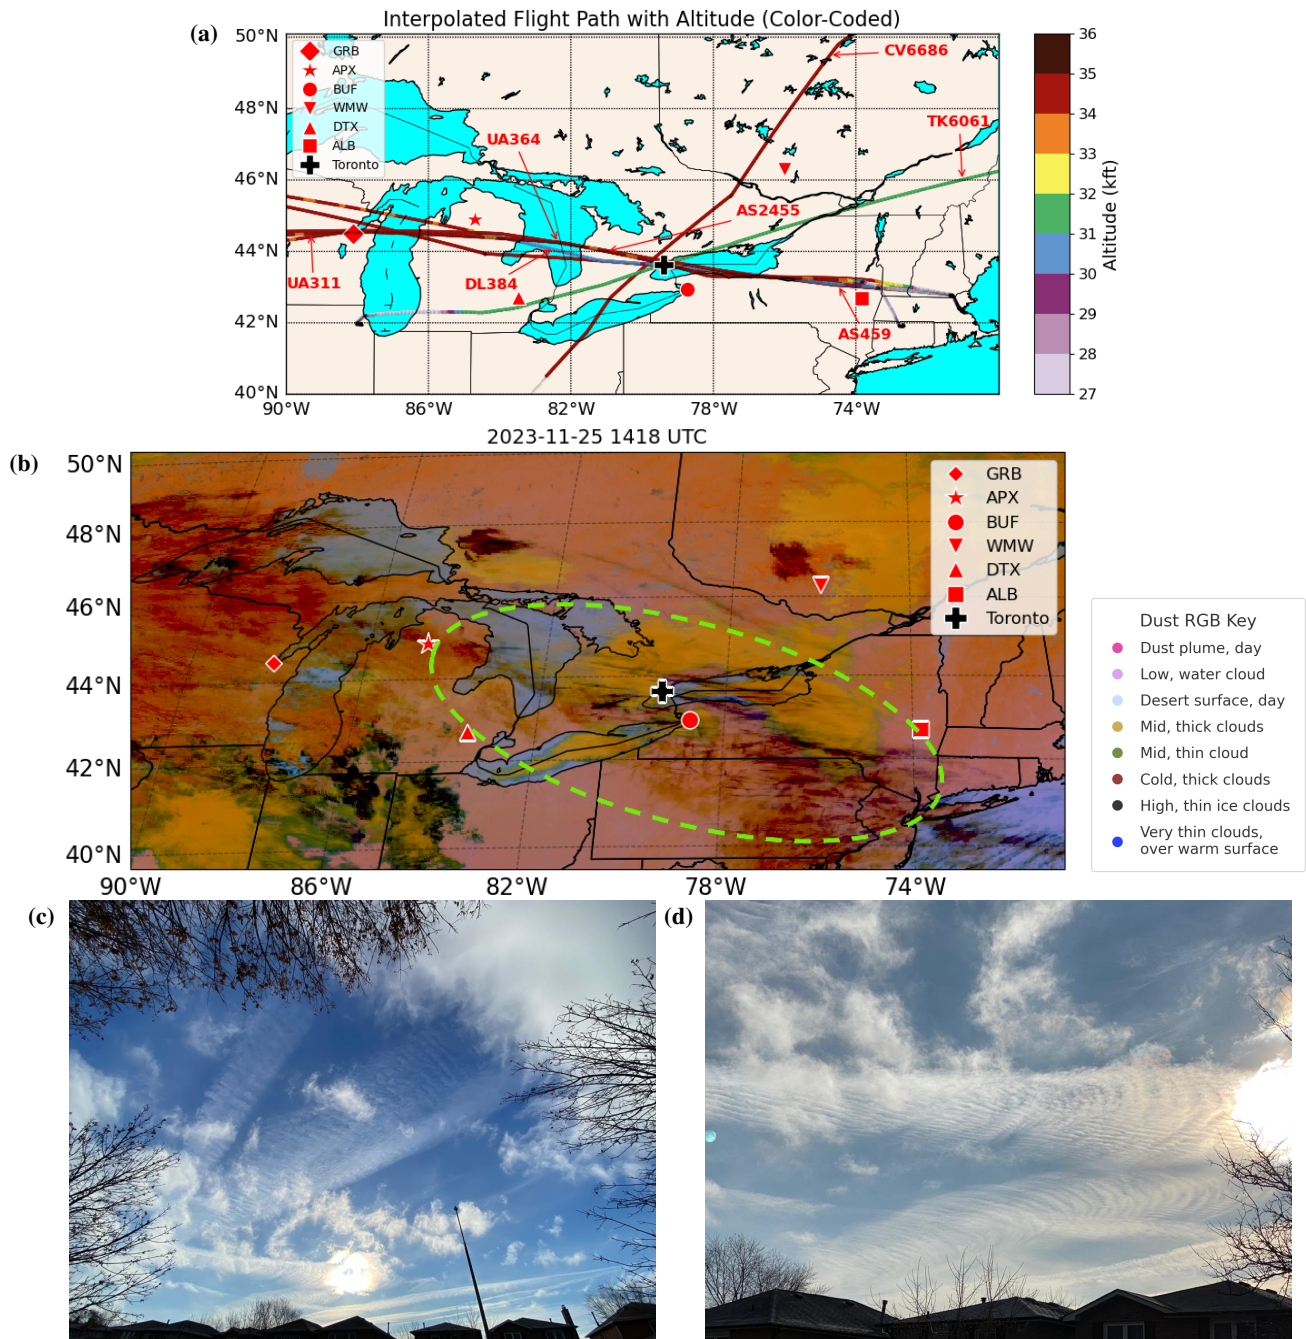 Interpolated Flight Path with Altitude (Color-Coded)
(a)
50°N
48°N
46°N
44°N
42°N
40°N
90°W
86°W
82°W
78°W
74°W
GRB
APX
BUF
WMW
DTX
ALB
Toronto
CV6686
TK6061
UA364
AS2455
UA311
DL384
AS459
36
35
34
33
32
31
30
29
28
27
Altitude (kft)
2023-11-25 1418 UTC
(b)
50°N
48°N
46°N
44°N
42°N
40°N
90°W
86°W
82°W
78°W
74°W
GRB
APX
BUF
WMW
DTX
ALB
Toronto
Dust RGB Key
Dust plume, day
Low, water cloud
Desert surface, day
Mid, thick clouds
Mid, thin cloud
Cold, thick clouds
High, thin ice clouds
Very thin clouds,
over warm surface
(c)
(d)